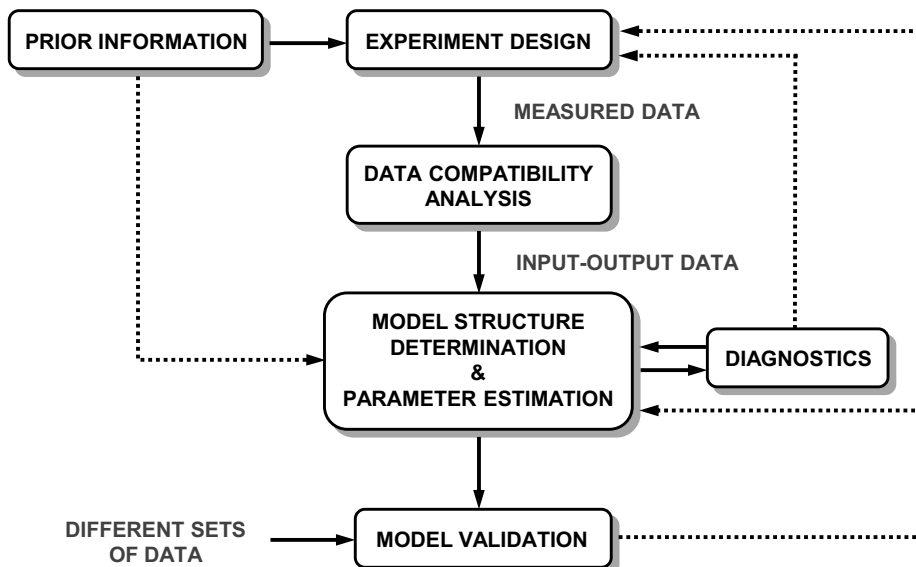 PRIOR INFORMATION
EXPERIMENT DESIGN
MEASURED DATA
DATA COMPATIBILITY
ANALYSIS
INPUT-OUTPUT DATA
MODEL STRUCTURE
DETERMINATION
&
PARAMETER ESTIMATION
DIAGNOSTICS
DIFFERENT SETS
OF DATA
MODEL VALIDATION